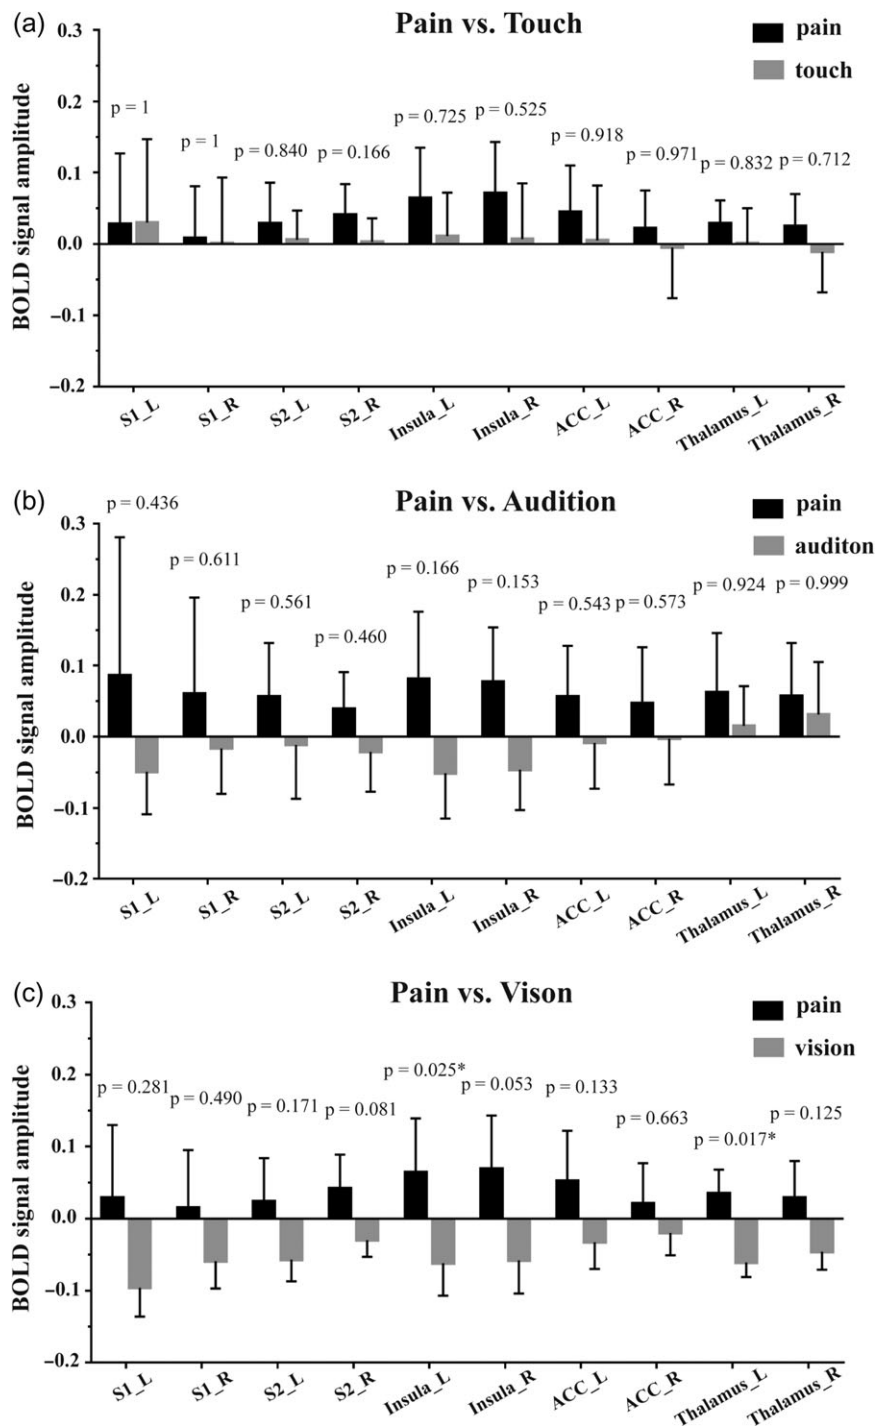 (a)
Pain vs. Touch
pain
touch
BOLD signal amplitude
0.3
0.2
0.1
0.0
−0.1
−0.2
p = 1
p = 1
p = 0.840
p = 0.166
p = 0.725
p = 0.525
p = 0.918
p = 0.971
p = 0.832
p = 0.712
S1_L
S1_R
S2_L
S2_R
Insula_L
Insula_R
ACC_L
ACC_R
Thalamus_L
Thalamus_R
(b)
Pain vs. Audition
pain
auditon
BOLD signal amplitude
0.3
0.2
0.1
0.0
−0.1
−0.2
p = 0.436
p = 0.611
p = 0.561
p = 0.460
p = 0.166
p = 0.153
p = 0.543
p = 0.573
p = 0.924
p = 0.999
S1_L
S1_R
S2_L
S2_R
Insula_L
Insula_R
ACC_L
ACC_R
Thalamus_L
Thalamus_R
(c)
Pain vs. Vison
pain
vision
BOLD signal amplitude
0.3
0.2
0.1
0.0
−0.1
−0.2
p = 0.281
p = 0.490
p = 0.171
p = 0.081
p = 0.025*
p = 0.053
p = 0.133
p = 0.663
p = 0.017*
p = 0.125
S1_L
S1_R
S2_L
S2_R
Insula_L
Insula_R
ACC_L
ACC_R
Thalamus_L
Thalamus_R